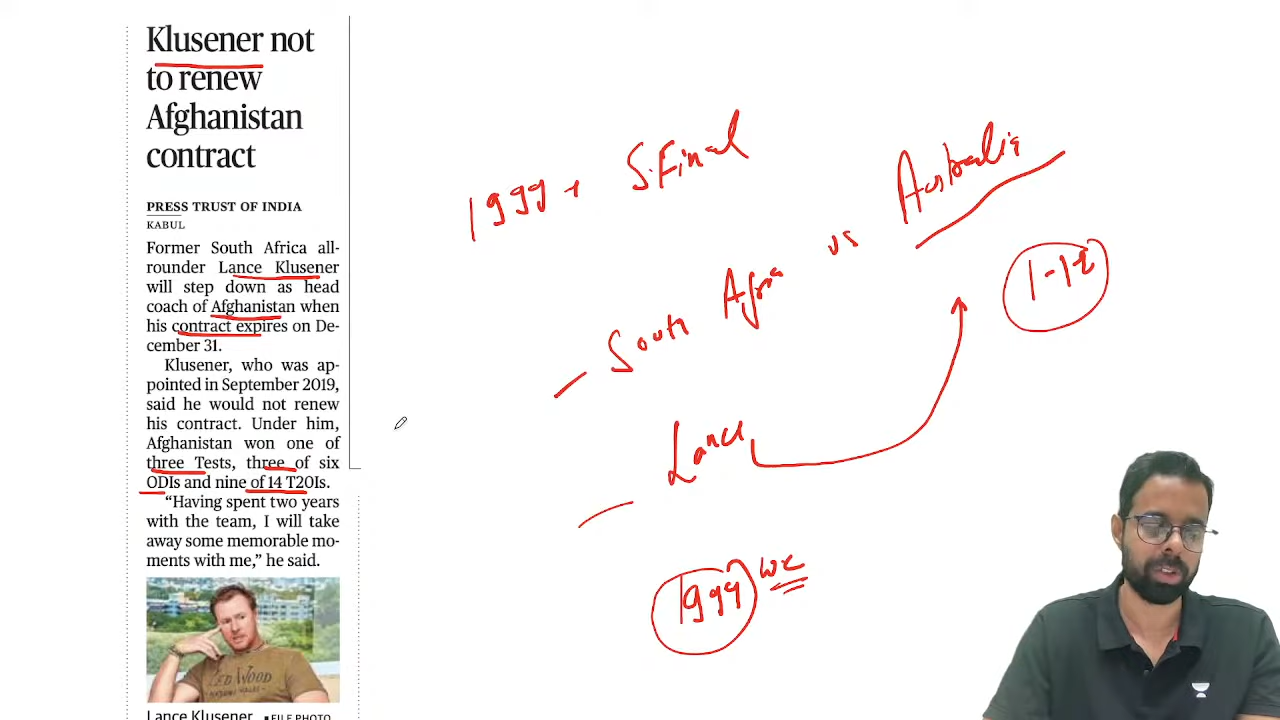 Klusener not
to renew
Afghanistan
contract
PRESS TRUST OF INDIA
KABUL
Former South Africa all-
rounder Lance Klusener
will step down as head
coach of Afghanistan when
his contract expires on De-
cember 31.
Klusener, who was ap-
pointed in September 2019,
said he would not renew
his contract. Under him,
Afghanistan won one of
three Tests, three of six
ODIs and nine of 14 T20Is.
“Having spent two years
with the team, I will take
away some memorable mo-
ments with me,” he said.
Lance Klusener ■ FILE PHOTO
1999 S.Final
South Africa vs Australia
Lance
1999 WC